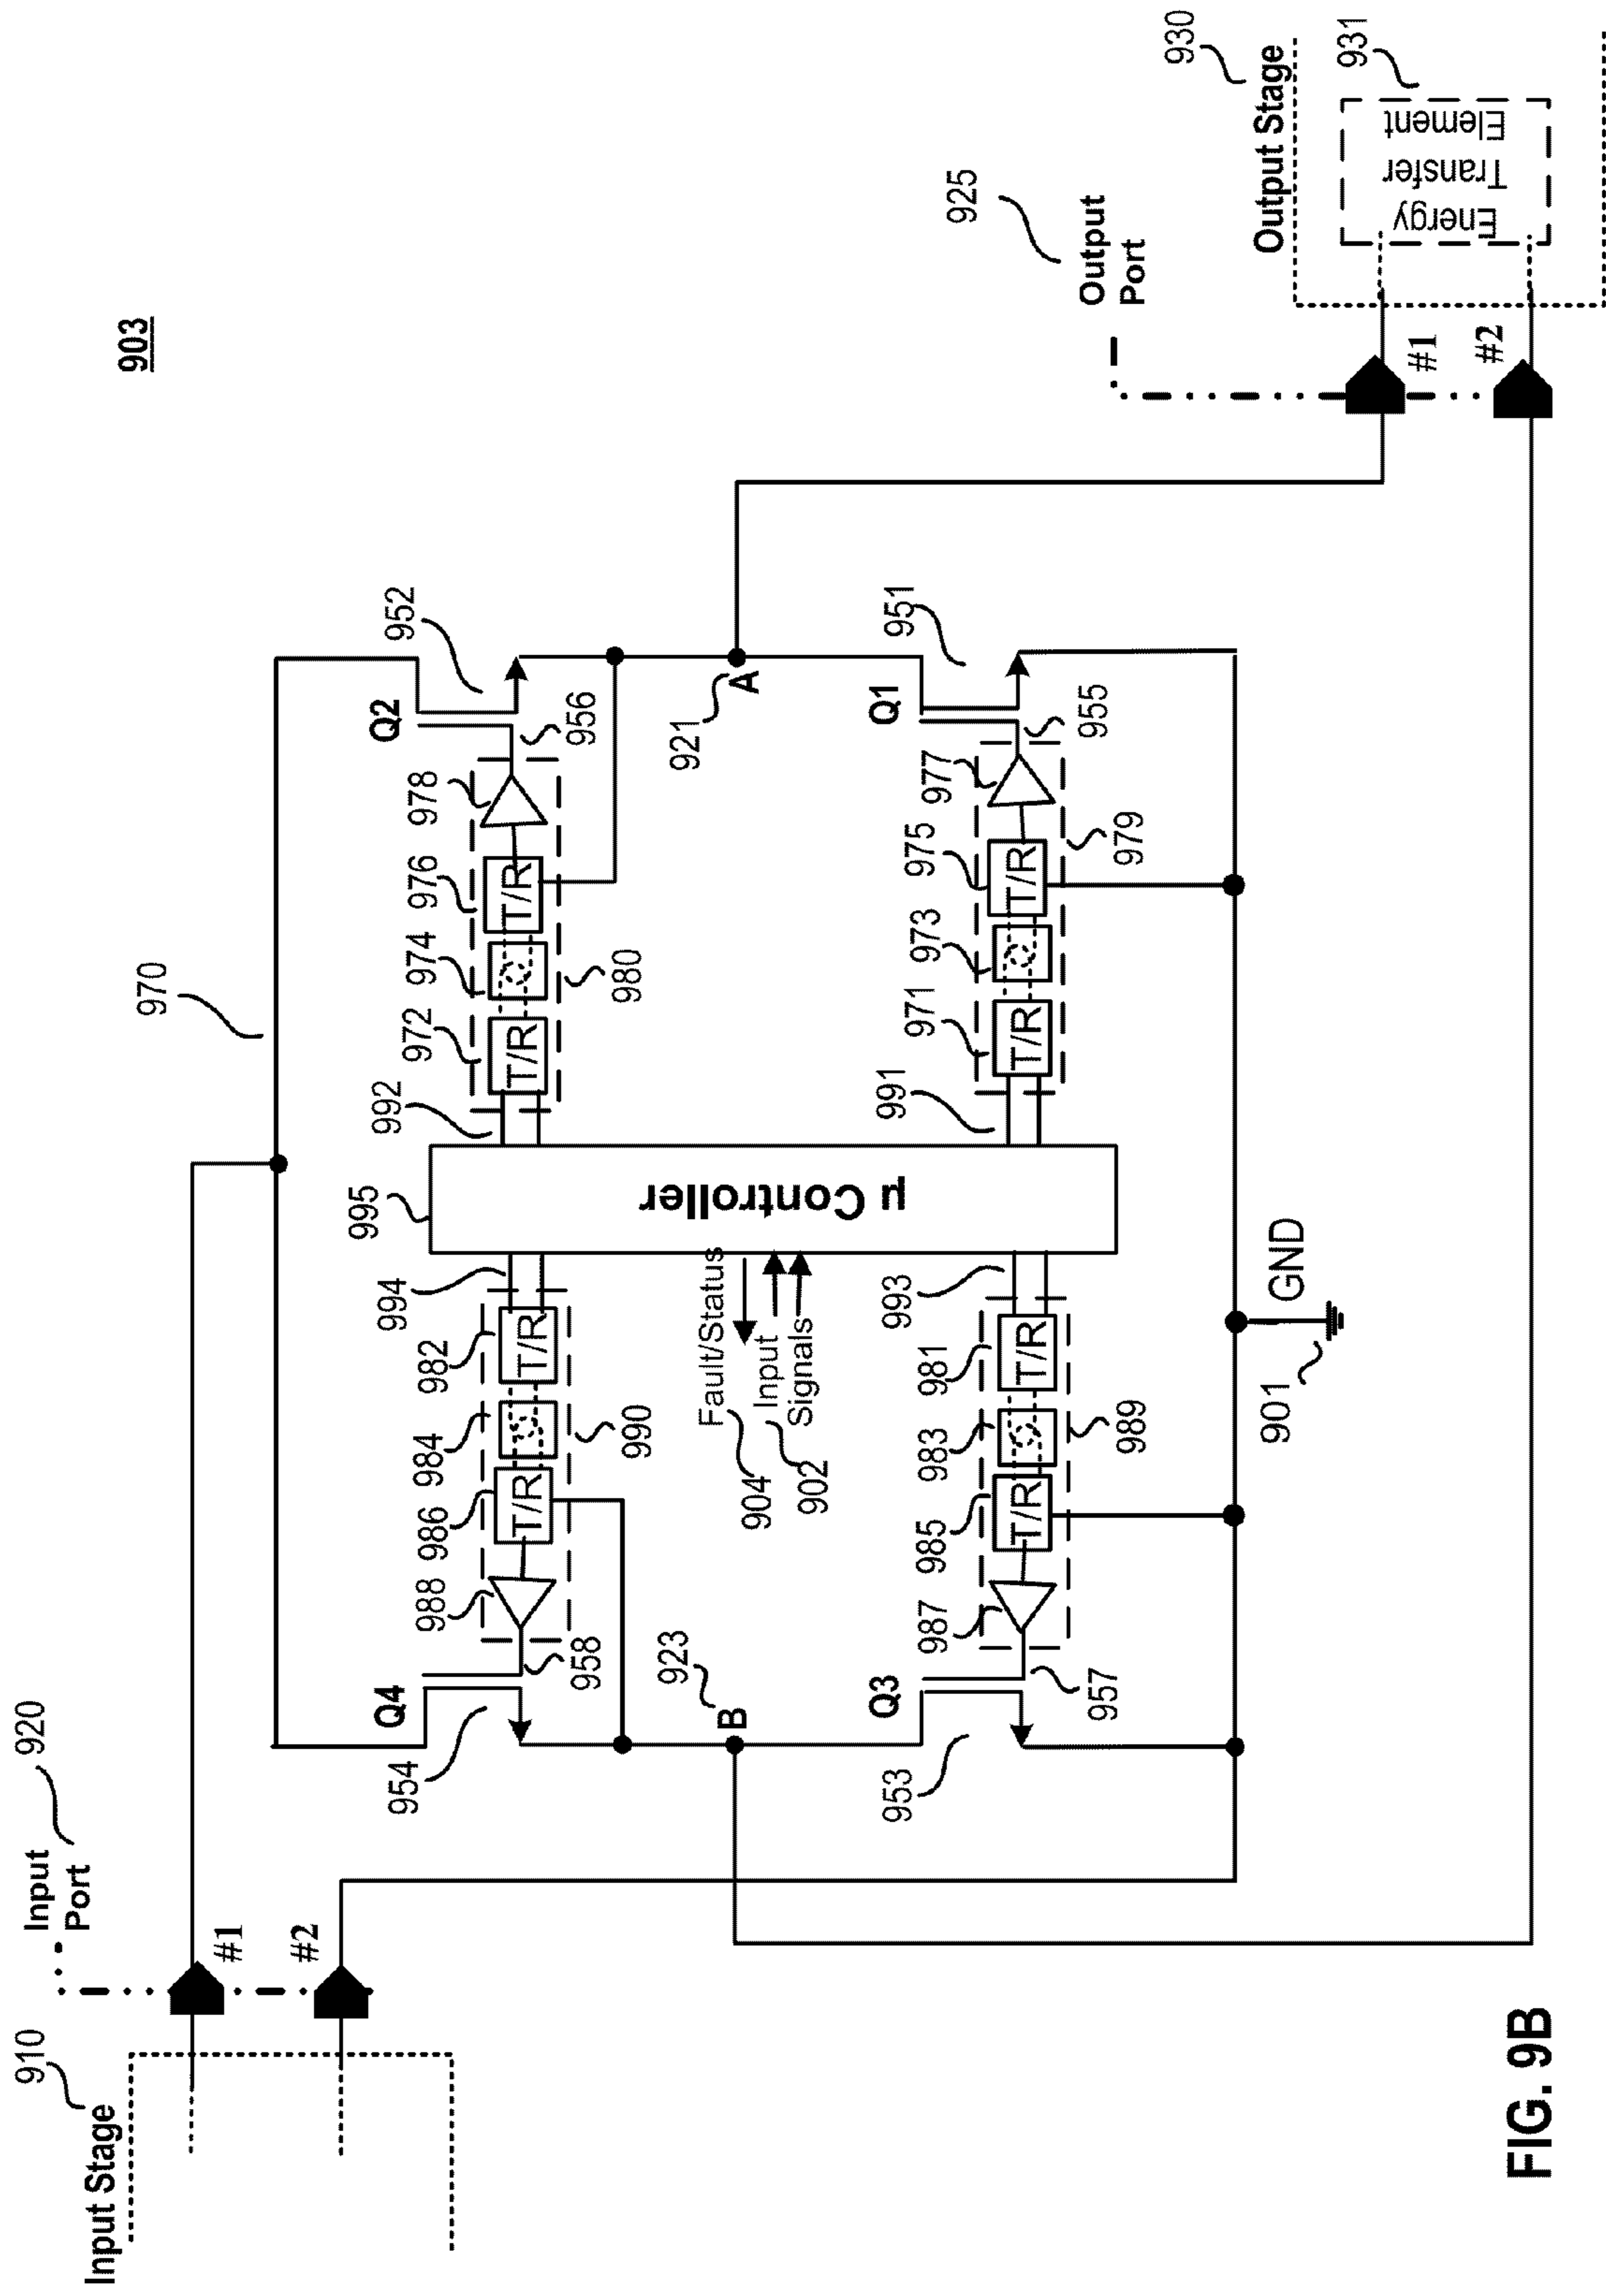 903
Input Stage
910
Input
Port
920
#1
#2
970
Q4
954
958
988
986
984
982
990
994
995
µ Controller
992
972
974
976
978
980
956
Q2
952
B
923
Fault/Status
904
Input
Signals
902
921
A
Q3
953
957
987
985
983
981
989
993
991
971
973
975
977
979
955
Q1
951
GND
901
925
Output
Port
#1
#2
Output Stage
930
931
Energy
Transfer
Element
T/R
T/R
T/R
T/R
T/R
T/R
T/R
T/R
FIG. 9B